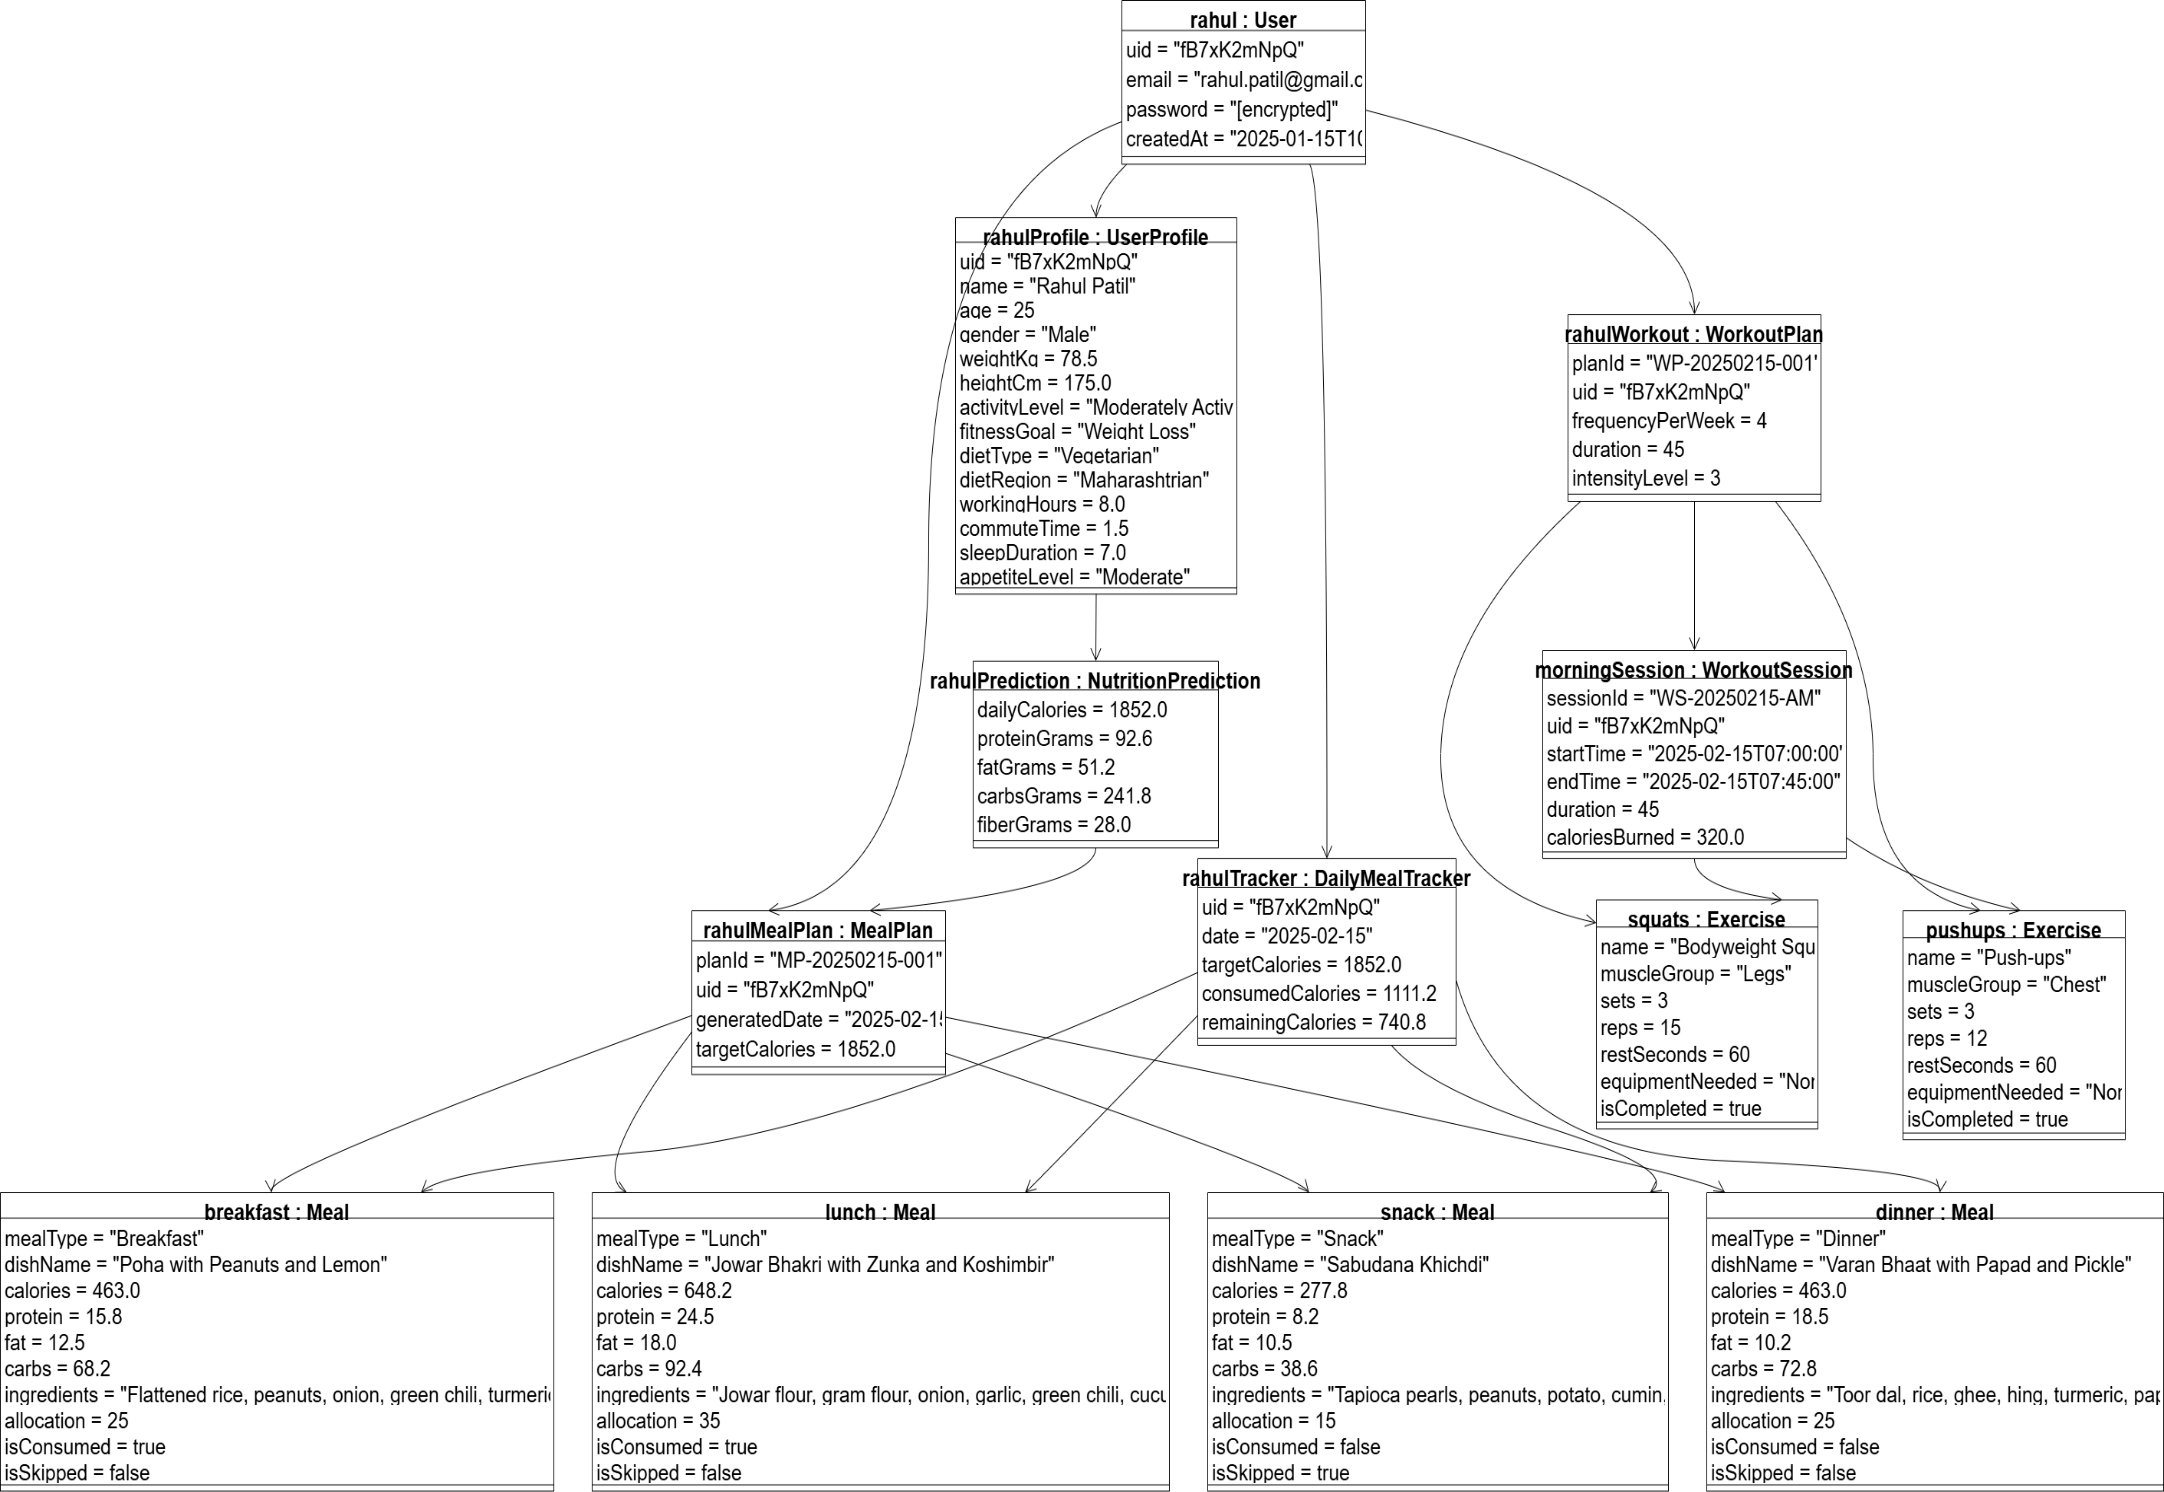 rahul : User
uid = "fB7xK2mNpQ"
email = "rahul.patil@gmail.c
password = "[encrypted]"
createdAt = "2025-01-15T10
rahulProfile : UserProfile
uid = "fB7xK2mNpQ"
name = "Rahul Patil"
age = 25
gender = "Male"
weightKg = 78.5
heightCm = 175.0
activityLevel = "Moderately Activ
fitnessGoal = "Weight Loss"
dietType = "Vegetarian"
dietRegion = "Maharashtrian"
workingHours = 8.0
commuteTime = 1.5
sleepDuration = 7.0
appetiteLevel = "Moderate"
rahulWorkout : WorkoutPlan
planId = "WP-20250215-001"
uid = "fB7xK2mNpQ"
frequencyPerWeek = 4
duration = 45
intensityLevel = 3
rahulPrediction : NutritionPrediction
dailyCalories = 1852.0
proteinGrams = 92.6
fatGrams = 51.2
carbsGrams = 241.8
fiberGrams = 28.0
morningSession : WorkoutSession
sessionId = "WS-20250215-AM"
uid = "fB7xK2mNpQ"
startTime = "2025-02-15T07:00:00"
endTime = "2025-02-15T07:45:00"
duration = 45
caloriesBurned = 320.0
rahulMealPlan : MealPlan
planId = "MP-20250215-001"
uid = "fB7xK2mNpQ"
generatedDate = "2025-02-15
targetCalories = 1852.0
rahulTracker : DailyMealTracker
uid = "fB7xK2mNpQ"
date = "2025-02-15"
targetCalories = 1852.0
consumedCalories = 1111.2
remainingCalories = 740.8
squats : Exercise
name = "Bodyweight Squ
muscleGroup = "Legs"
sets = 3
reps = 15
restSeconds = 60
equipmentNeeded = "Non
isCompleted = true
pushups : Exercise
name = "Push-ups"
muscleGroup = "Chest"
sets = 3
reps = 12
restSeconds = 60
equipmentNeeded = "Non
isCompleted = true
breakfast : Meal
mealType = "Breakfast"
dishName = "Poha with Peanuts and Lemon"
calories = 463.0
protein = 15.8
fat = 12.5
carbs = 68.2
ingredients = "Flattened rice, peanuts, onion, green chili, turmeric
allocation = 25
isConsumed = true
isSkipped = false
lunch : Meal
mealType = "Lunch"
dishName = "Jowar Bhakri with Zunka and Koshimbir"
calories = 648.2
protein = 24.5
fat = 18.0
carbs = 92.4
ingredients = "Jowar flour, gram flour, onion, garlic, green chili, cucu
allocation = 35
isConsumed = true
isSkipped = false
snack : Meal
mealType = "Snack"
dishName = "Sabudana Khichdi"
calories = 277.8
protein = 8.2
fat = 10.5
carbs = 38.6
ingredients = "Tapioca pearls, peanuts, potato, cumin,
allocation = 15
isConsumed = false
isSkipped = true
dinner : Meal
mealType = "Dinner"
dishName = "Varan Bhaat with Papad and Pickle"
calories = 463.0
protein = 18.5
fat = 10.2
carbs = 72.8
ingredients = "Toor dal, rice, ghee, hing, turmeric, pap
allocation = 25
isConsumed = false
isSkipped = false